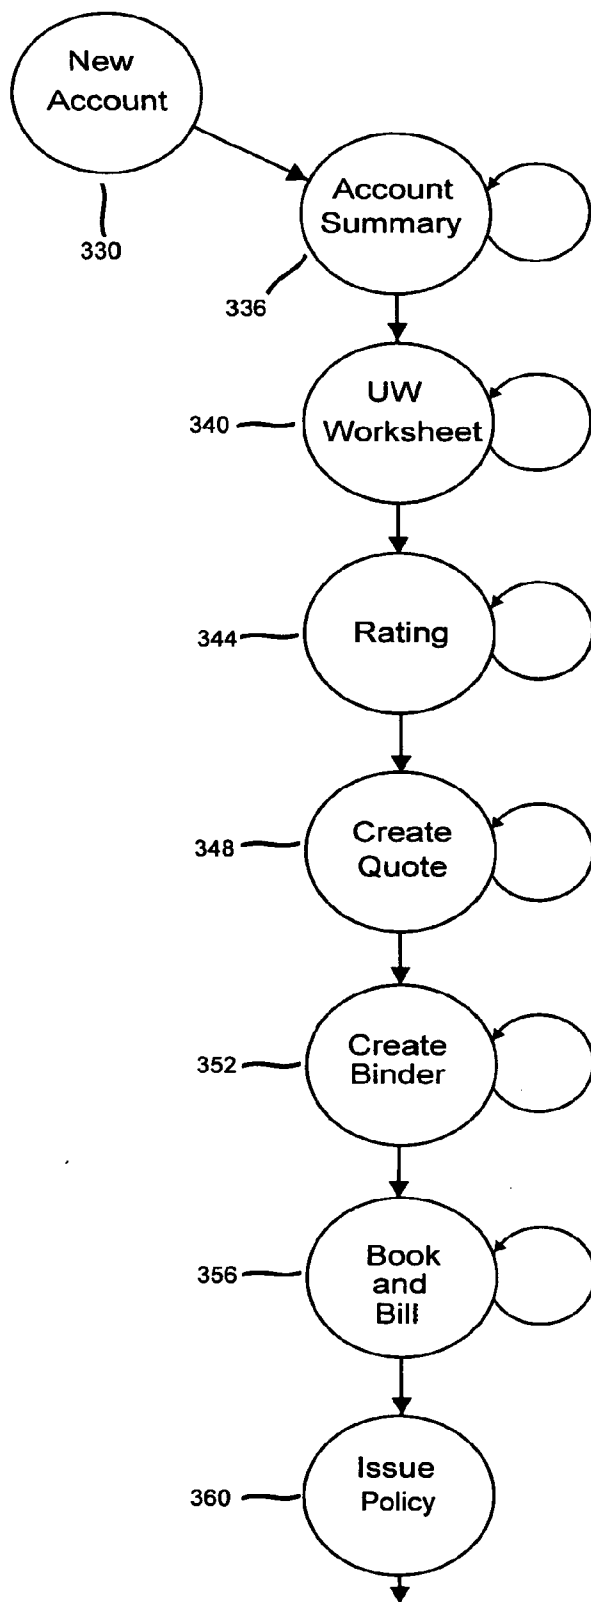 New
Account
330
Account
Summary
336
UW
Worksheet
340
Rating
344
Create
Quote
348
Create
Binder
352
Book
and
Bill
356
Issue
Policy
360